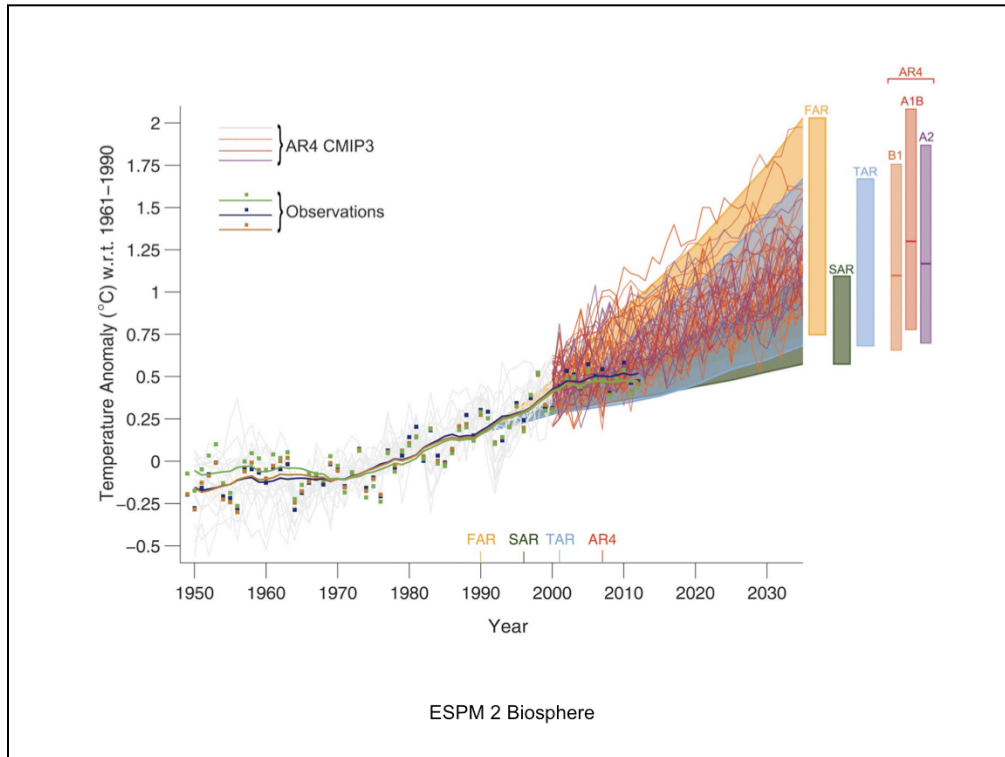 AR4
A1B
FAR
2
A2
AR4 CMIP3
B1
1.75
TAR
Observations
1.5
1.25
SAR
1
0.75
0.5
0.25
0
−0.25
−0.5
Temperature Anomaly (°C) w.r.t. 1961–1990
FAR SAR TAR AR4
1950 1960 1970 1980 1990 2000 2010 2020 2030
Year
ESPM 2 Biosphere